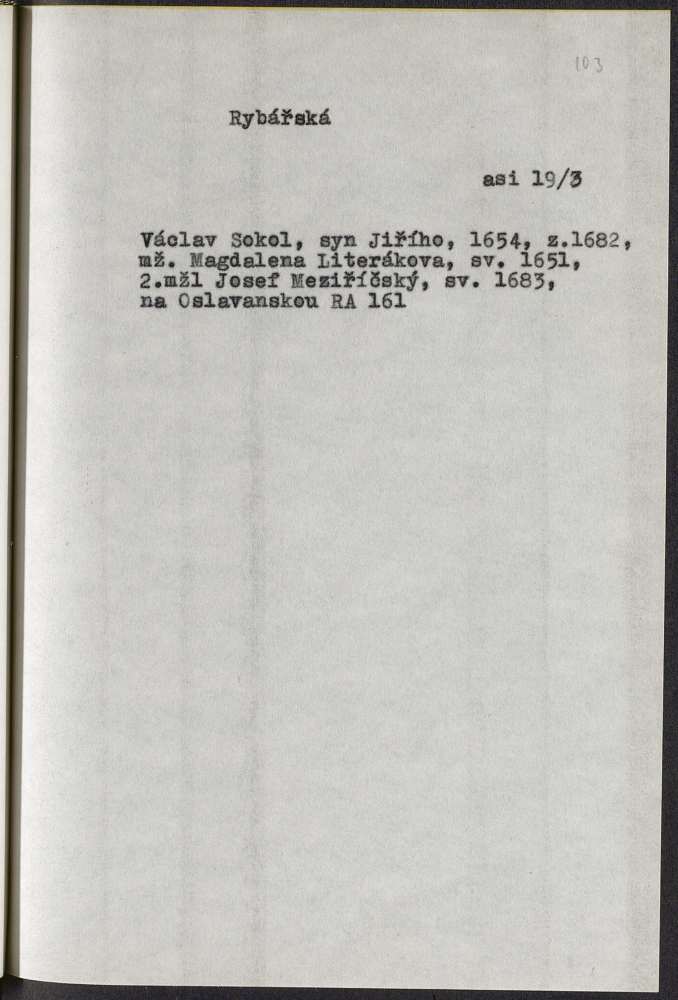 103
Rybářská
asi 19/3
Václav Sokol, syn Jiřího, 1654, z.1682,
mž. Magdalena Literákova, sv. 1651,
2.mžl Josef Meziříčský, sv. 1683,
na Oslavanskou RA 161